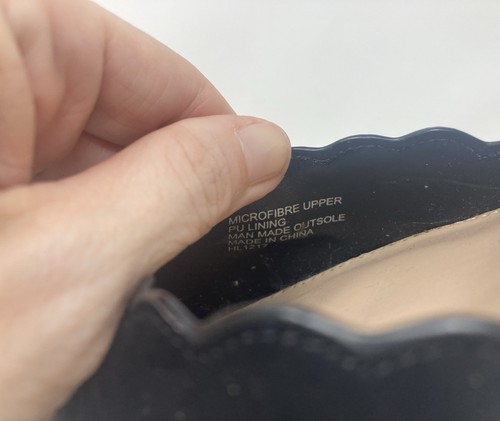 MICROFIBRE UPPER
PU LINING
MAN MADE OUTSOLE
MADE IN CHINA